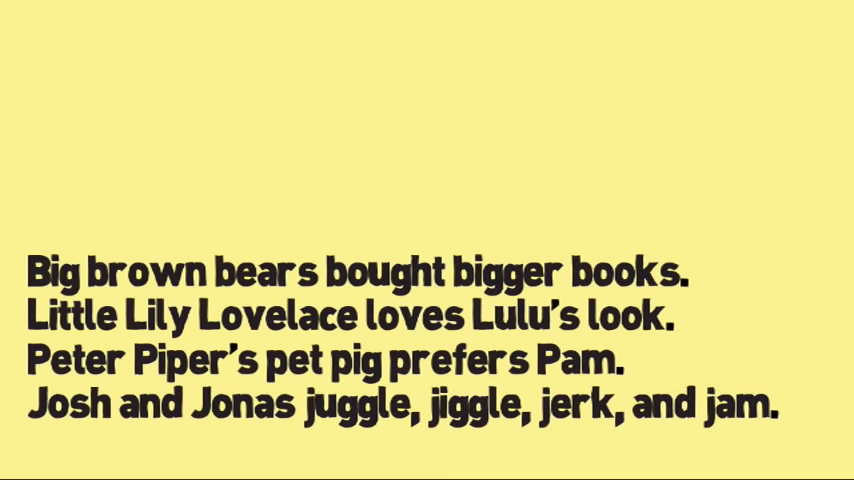 Big brown bears bought bigger books.
Little Lily Lovelace loves Lulu’s look.
Peter Piper’s pet pig prefers Pam.
Josh and Jonas juggle, jiggle, jerk, and jam.